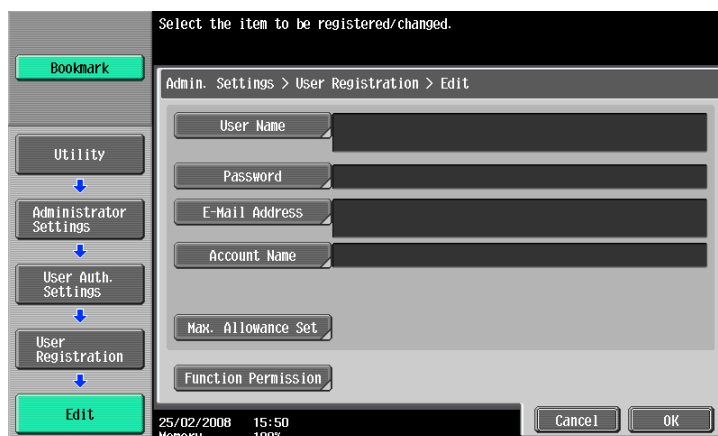 Select the item to be registered/changed.
Bookmark
Admin. Settings > User Registration > Edit
User Name
Utility
Password
Administrator
Settings
E-Mail Address
Account Name
User Auth.
Settings
Max. Allowance Set
User
Registration
Function Permission
Edit
25/02/2008 15:50
Cancel
OK
Memory 100%